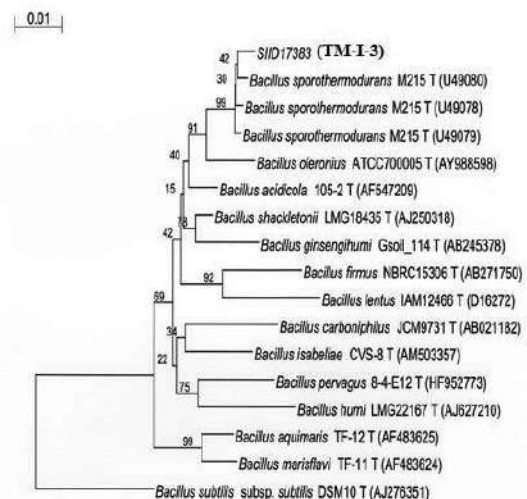 0.01
42
SIID17383 (TM-I-3)
30
Bacillus sporothermodurans M215 T (U49080)
99
Bacillus sporothermodurans M215 T (U49078)
Bacillus sporothermodurans M215 T (U49079)
91
Bacillus oleronius ATCC700005 T (AY988598)
40
Bacillus acidicola 105-2 T (AF547209)
15
Bacillus shackletonii LMG18435 T (AJ250318)
78
Bacillus ginsengihumi Gsoil_114 T (AB245378)
42
Bacillus firmus NBRC15306 T (AB271750)
92
Bacillus lentus IAM12466 T (D16272)
69
Bacillus carboniphilus JCM9731 T (AB021182)
34
Bacillus isabeliae CVS-8 T (AM503357)
22
Bacillus pervagus 8-4-E12 T (HF952773)
75
Bacillus humi LMG22167 T (AJ627210)
Bacillus aquimaris TF-12 T (AF483625)
99
Bacillus marisflavi TF-11 T (AF483624)
Bacillus subtilis subsp. subtilis DSM10 T (AJ276351)